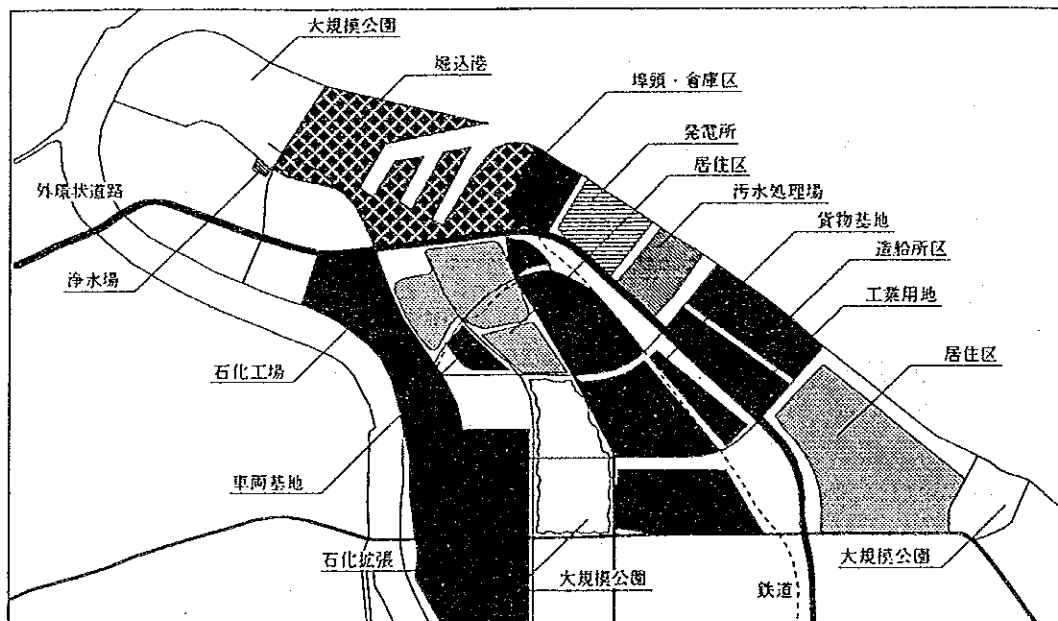 大規模公園
堀込港
埠頭・倉庫区
発電所
居住区
汚水処理場
貨物基地
造船所区
工業用地
居住区
外環状道路
浄水場
石化工場
車両基地
石化拡張
大規模公園
鉄道
大規模公園